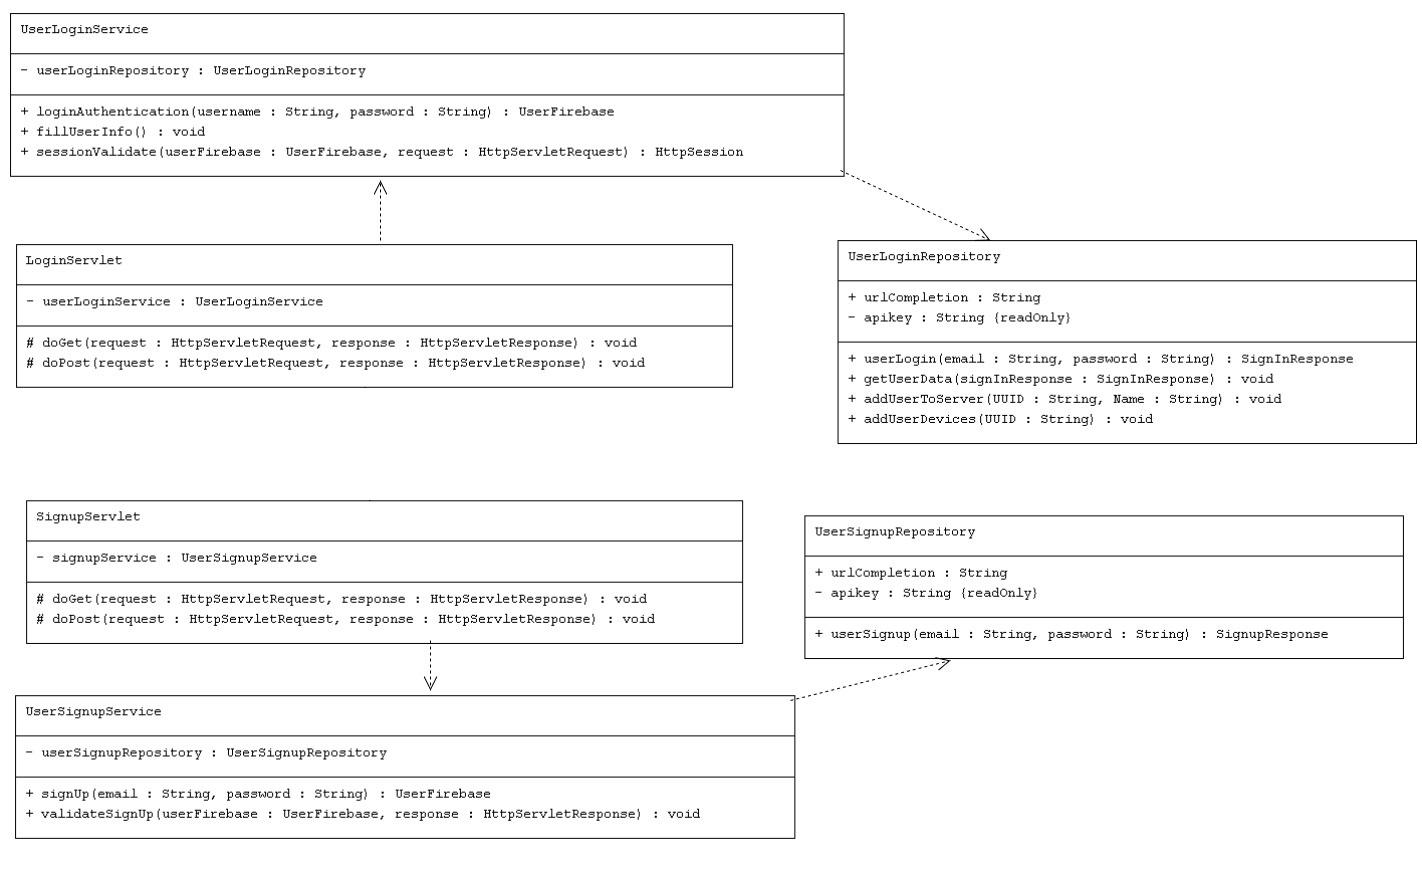 UserLoginService
- userLoginRepository : UserLoginRepository
+ loginAuthentication(username : String, password : String) : UserFirebase
+ fillUserInfo() : void
+ sessionValidate(userFirebase : UserFirebase, request : HttpServletRequest) : HttpSession
LoginServlet
- userLoginService : UserLoginService
# doGet(request : HttpServletRequest, response : HttpServletResponse) : void
# doPost(request : HttpServletRequest, response : HttpServletResponse) : void
UserLoginRepository
+ urlCompletion : String
- apikey : String {readOnly}
+ userLogin(email : String, password : String) : SignInResponse
+ getUserData(signInResponse : SignInResponse) : void
+ addUserToServer(UUID : String, Name : String) : void
+ addUserDevices(UUID : String) : void
SignupServlet
- signupService : UserSignupService
# doGet(request : HttpServletRequest, response : HttpServletResponse) : void
# doPost(request : HttpServletRequest, response : HttpServletResponse) : void
UserSignupRepository
+ urlCompletion : String
- apikey : String {readOnly}
+ userSignup(email : String, password : String) : SignupResponse
UserSignupService
- userSignupRepository : UserSignupRepository
+ signUp(email : String, password : String) : UserFirebase
+ validateSignUp(userFirebase : UserFirebase, response : HttpServletResponse) : void